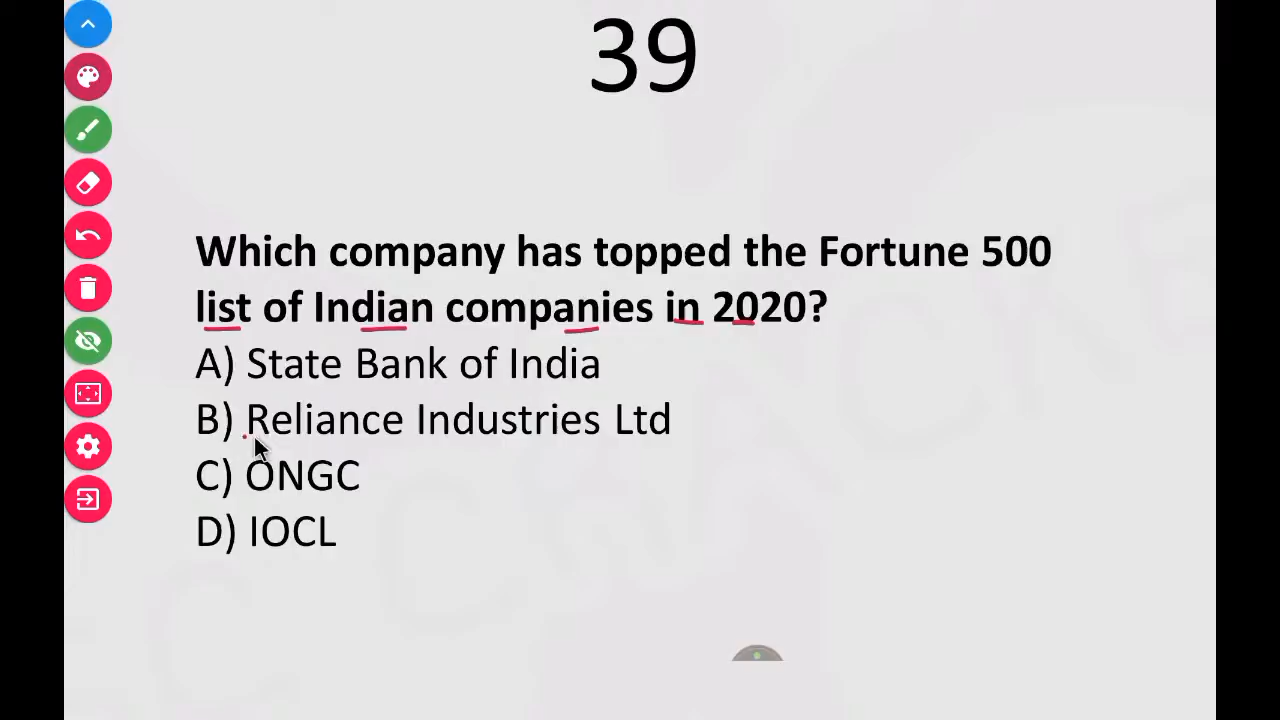 39
Which company has topped the Fortune 500
list of Indian companies in 2020?
A) State Bank of India
B) Reliance Industries Ltd
C) ONGC
D) IOCL